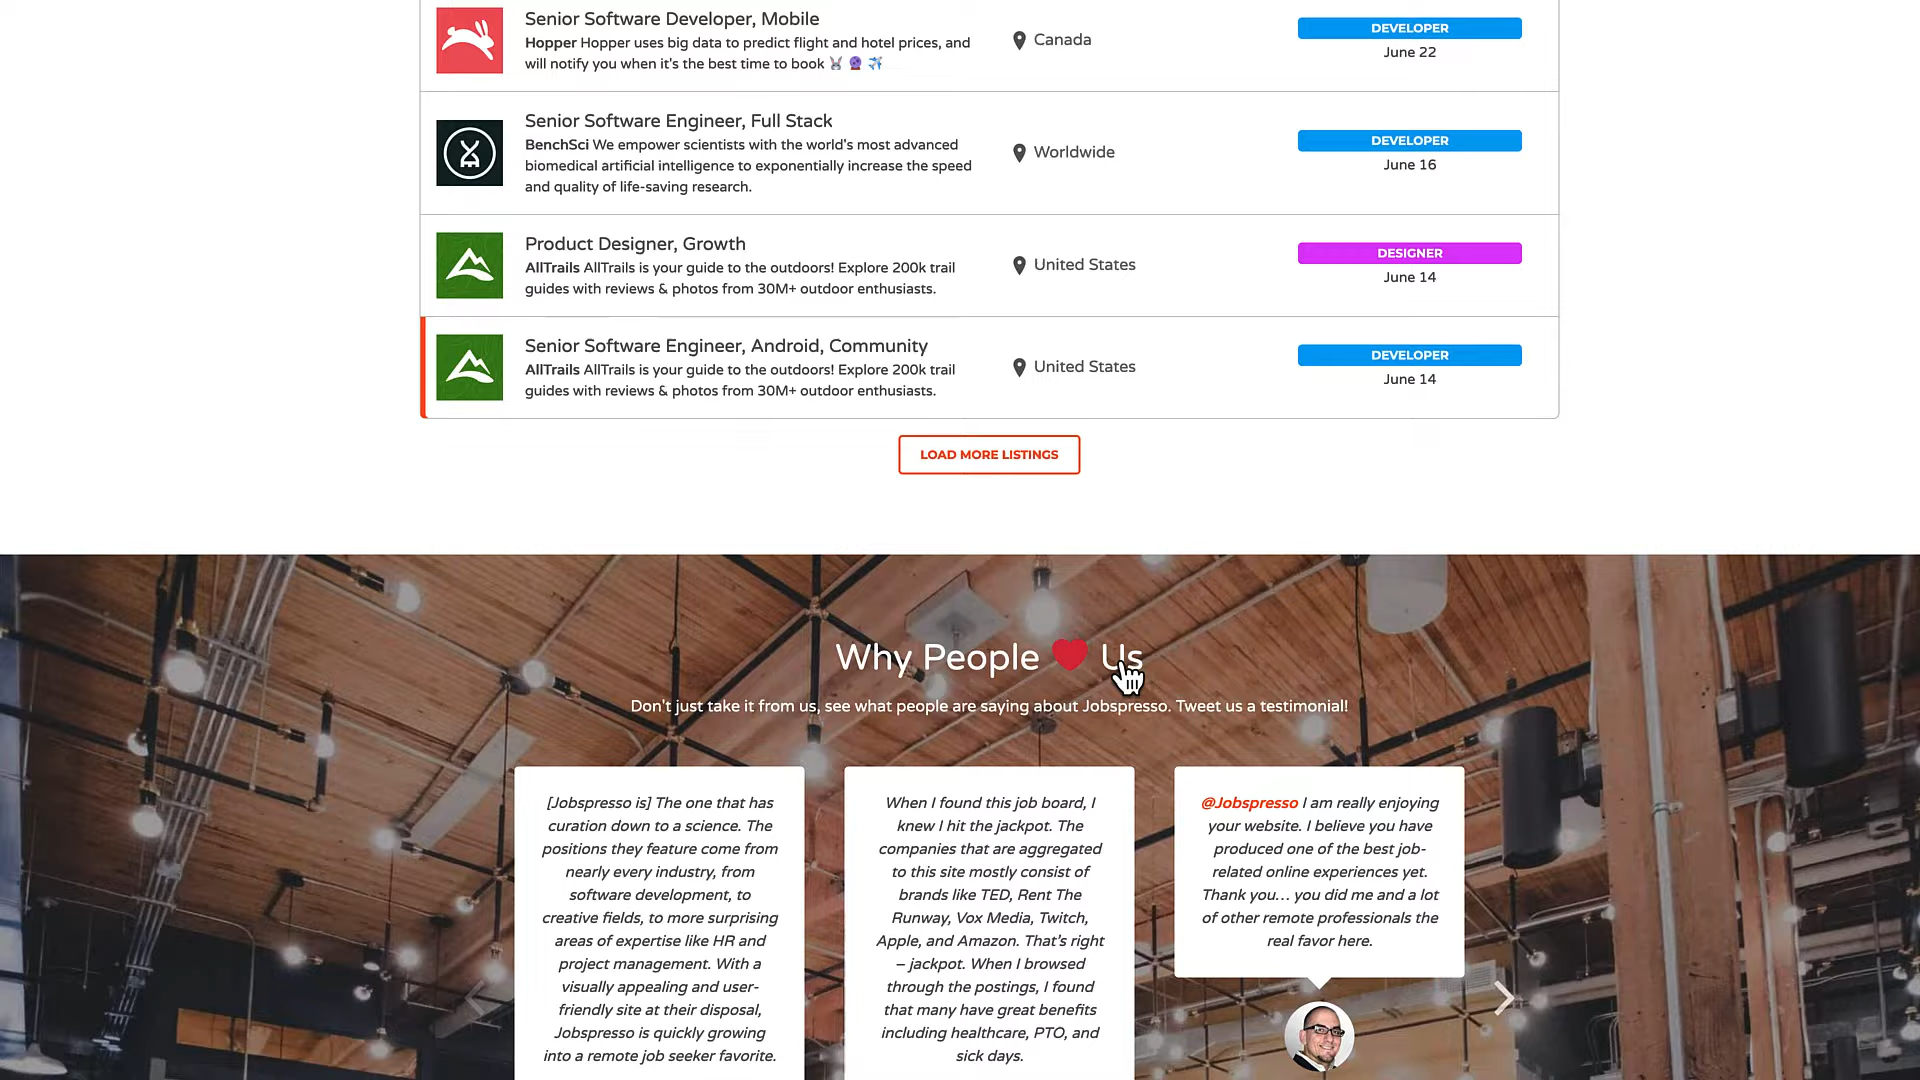 Senior Software Developer, Mobile
Hopper Hopper uses big data to predict flight and hotel prices, and
will notify you when it's the best time to book 🐰 🔮 ✈️
Canada
DEVELOPER
June 22
Senior Software Engineer, Full Stack
BenchSci We empower scientists with the world's most advanced
biomedical artificial intelligence to exponentially increase the speed
and quality of life-saving research.
Worldwide
DEVELOPER
June 16
Product Designer, Growth
AllTrails AllTrails is your guide to the outdoors! Explore 200k trail
guides with reviews & photos from 30M+ outdoor enthusiasts.
United States
DESIGNER
June 14
Senior Software Engineer, Android, Community
AllTrails AllTrails is your guide to the outdoors! Explore 200k trail
guides with reviews & photos from 30M+ outdoor enthusiasts.
United States
DEVELOPER
June 14
LOAD MORE LISTINGS
Why People ❤️ Us
Don't just take it from us, see what people are saying about Jobspresso. Tweet us a testimonial!
[Jobspresso is] The one that has
curation down to a science. The
positions they feature come from
nearly every industry, from
software development, to
creative fields, to more surprising
areas of expertise like HR and
project management. With a
visually appealing and user-
friendly site at their disposal,
Jobspresso is quickly growing
into a remote job seeker favorite.
When I found this job board, I
knew I hit the jackpot. The
companies that are aggregated
to this site mostly consist of
brands like TED, Rent The
Runway, Vox Media, Twitch,
Apple, and Amazon. That's right
– jackpot. When I browsed
through the postings, I found
that many have great benefits
including healthcare, PTO, and
sick days.
@Jobspresso I am really enjoying
your website. I believe you have
produced one of the best job-
related online experiences yet.
Thank you... you did me and a lot
of other remote professionals the
real favor here.